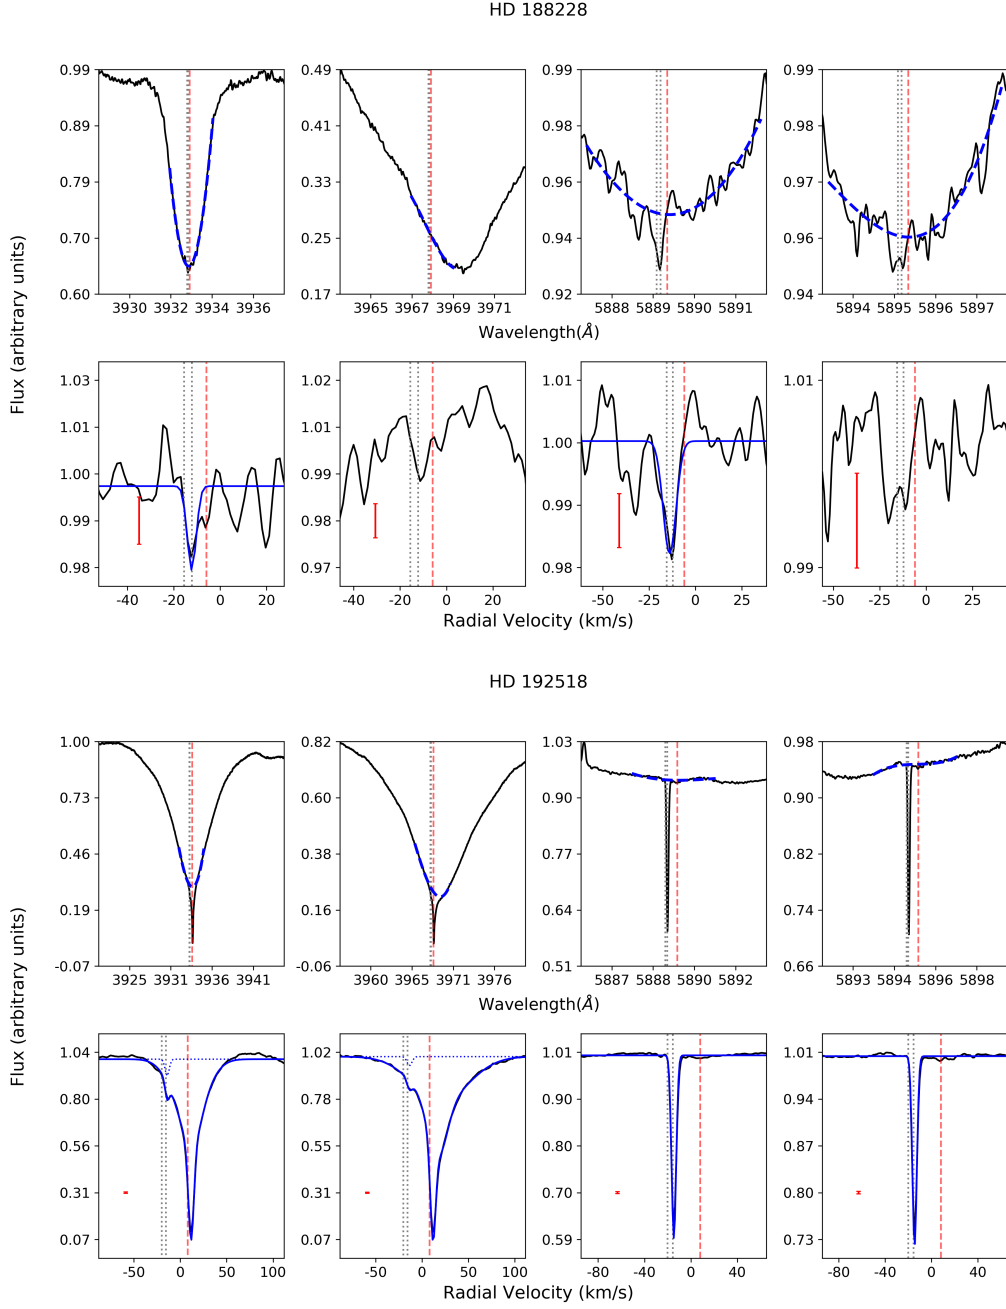 HD 188228
0.99 0.49 0.99 0.99
0.89 0.41 0.98 0.98
0.79 0.33 0.96 0.97
0.70 0.25 0.94 0.96
0.60 0.17 0.92 0.94
3930 3932 3934 3936 3965 3967 3969 3971 5888 5889 5890 5891 5894 5895 5896 5897
Wavelength(Å)
Flux (arbitrary units)
1.03 1.02 1.01 1.01
1.01 1.01
1.00 0.99 1.00
0.99 0.98 0.99
0.98 0.97 0.98 0.99
-40 -20 0 20 -40 -20 0 20 -50 -25 0 25 -50 -25 0 25
Radial Velocity (km/s)
HD 192518
1.00 0.82 1.03 0.98
0.73 0.60 0.90 0.90
0.46 0.38 0.77 0.82
0.19 0.16 0.64 0.74
-0.07 -0.06 0.51 0.66
3925 3931 3936 3941 3960 3965 3971 3976 5887 5888 5890 5892 5893 5894 5896 5898
Wavelength(Å)
Flux (arbitrary units)
1.04 1.02 1.01 1.01
0.80 0.78 0.90 0.94
0.56 0.55 0.80 0.87
0.31 0.31 0.70 0.80
0.07 0.07 0.59 0.73
-50 0 50 100 -50 0 50 100 -80 -40 0 40 -80 -40 0 40
Radial Velocity (km/s)